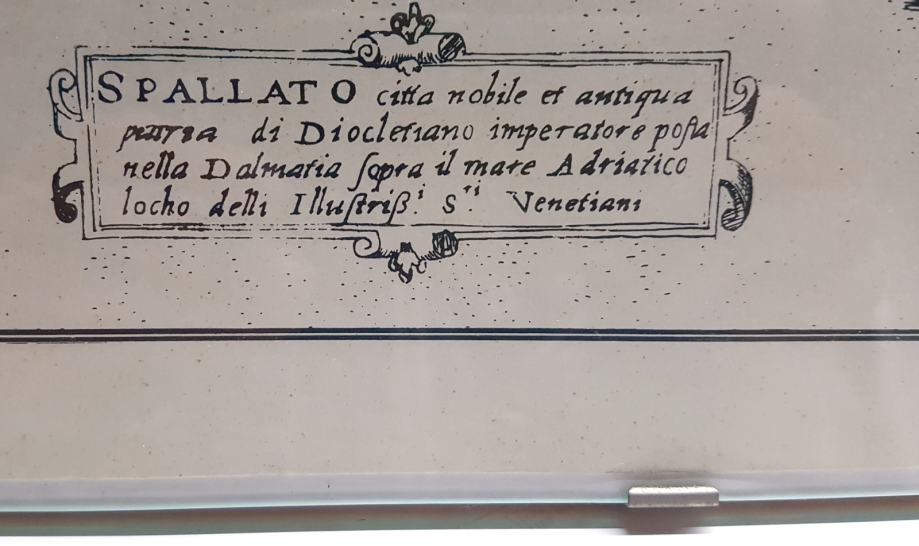 SPALLATO citta nobile et antiqua
patria di Diocletiano imperatore poſta
nella Dalmatia ſopra il mare Adriatico
locho delli Illuſtriß.i S.ri Venetiani